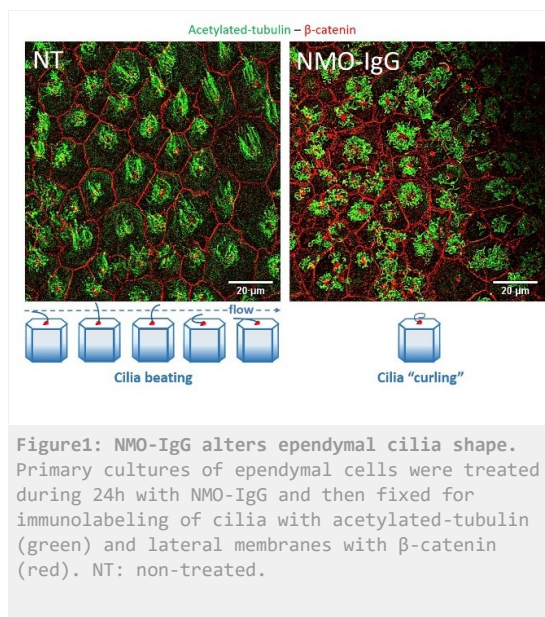 Acetylated-tubulin – β-catenin
NT
NMO-IgG
20 µm
20 µm
flow
Cilia beating
Cilia "curling"
Figure1: NMO-IgG alters ependymal cilia shape.
Primary cultures of ependymal cells were treated
during 24h with NMO-IgG and then fixed for
immunolabeling of cilia with acetylated-tubulin
(green) and lateral membranes with β-catenin
(red). NT: non-treated.